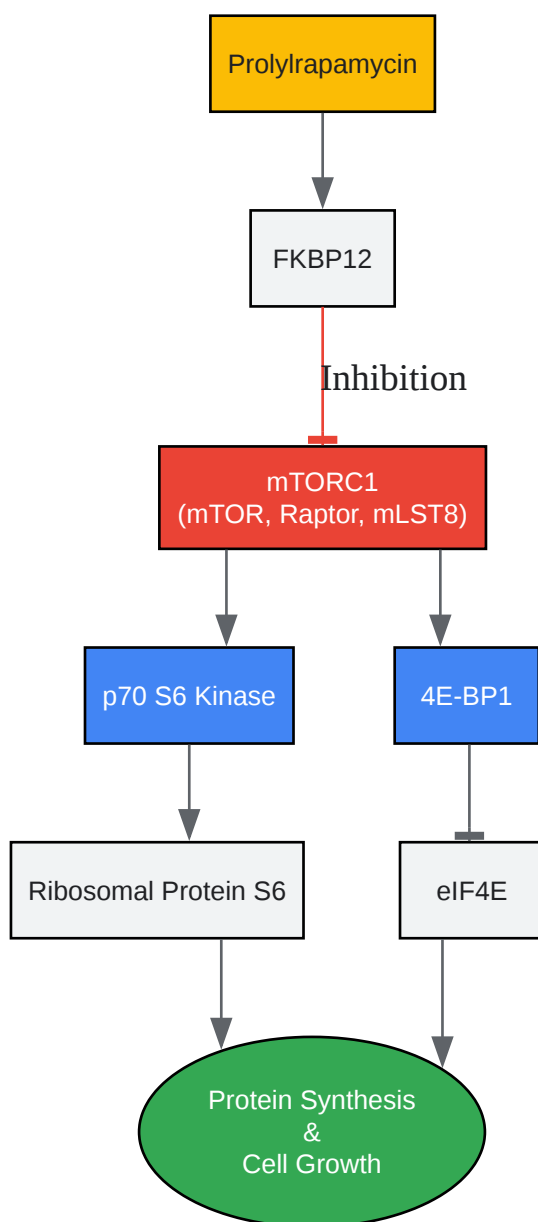 Prolylrapamycin
FKBP12
Inhibition
mTORC1
(mTOR, Raptor, mLST8)
p70 S6 Kinase
4E-BP1
Ribosomal Protein S6
eIF4E
Protein Synthesis
&
Cell Growth